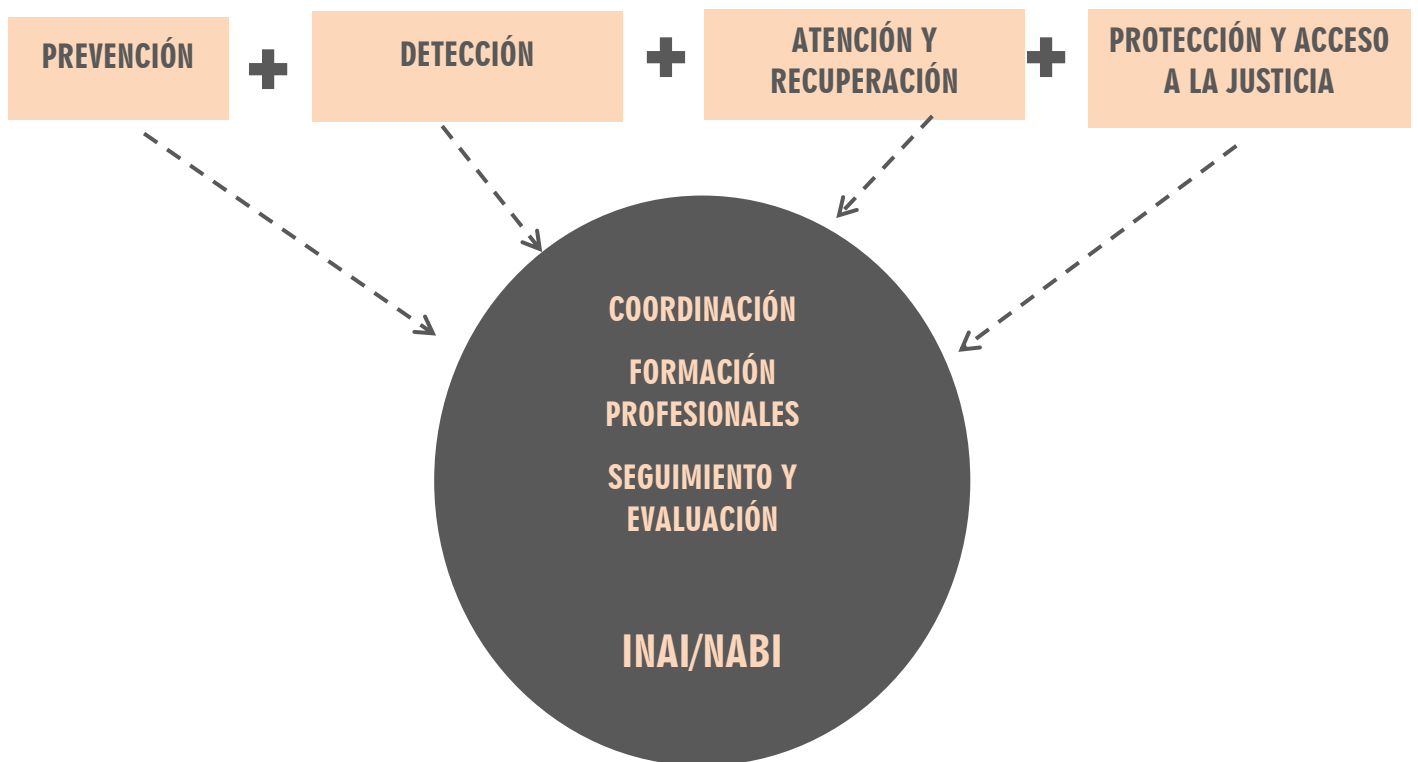 PREVENCIÓN
DETECCIÓN
ATENCIÓN Y
RECUPERACIÓN
PROTECCIÓN Y ACCESO
A LA JUSTICIA
COORDINACIÓN
FORMACIÓN
PROFESIONALES
SEGUIMIENTO Y
EVALUACIÓN
INAI/NABI